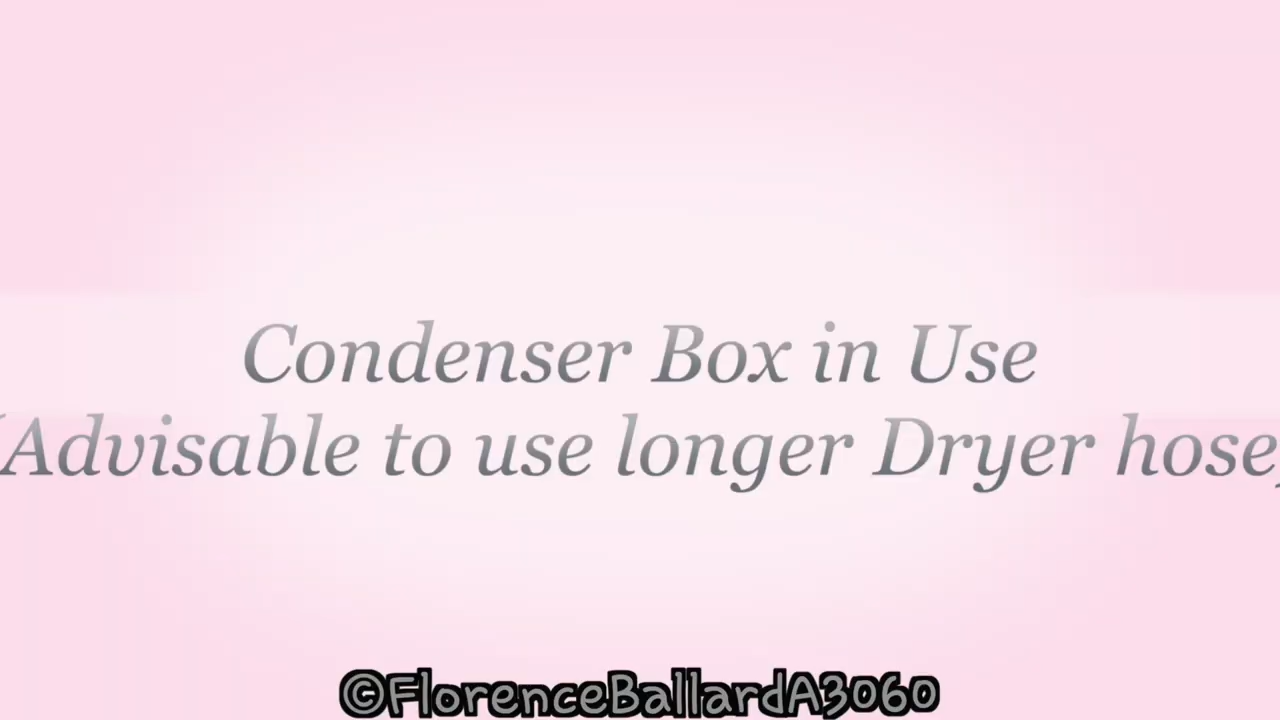 Condenser Box in Use
(Advisable to use longer Dryer hose)
©FlorenceBallardA3060